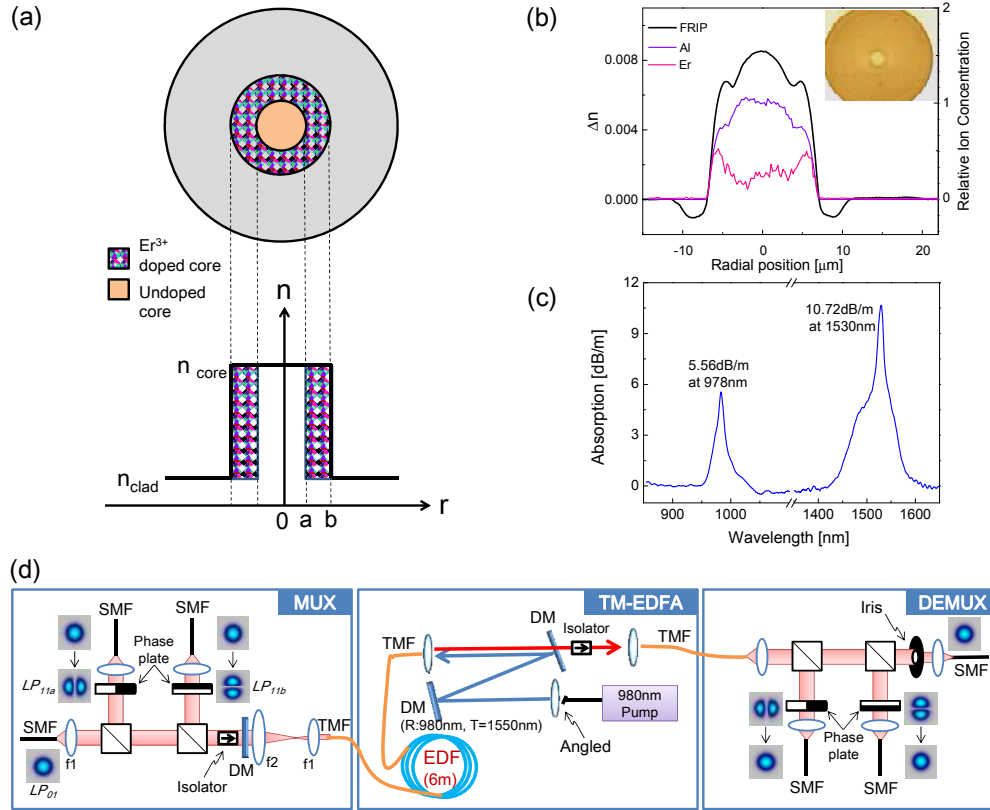 (a)
Er³⁺
doped core
Undoped
core
n
n core
n clad
0 a b
r
(b)
FRIP
Al
Er
0.008
0.004
0.000
Δn
2
1
0
Relative Ion Concentration
-10 0 10 20
Radial position [μm]
(c)
12
9
6
3
0
Absorption [dB/m]
5.56dB/m
at 978nm
10.72dB/m
at 1530nm
900 1000 1400 1500 1600
Wavelength [nm]
(d)
MUX
SMF
SMF
Phase
plate
LP11a
LP11b
SMF
TMF
f1
Isolator
DM
f2
f1
LP01
TM-EDFA
DM
Isolator
TMF
TMF
DM
(R:980nm, T=1550nm)
980nm
Pump
Angled
EDF
(6m)
DEMUX
Iris
SMF
Phase
plate
SMF
SMF